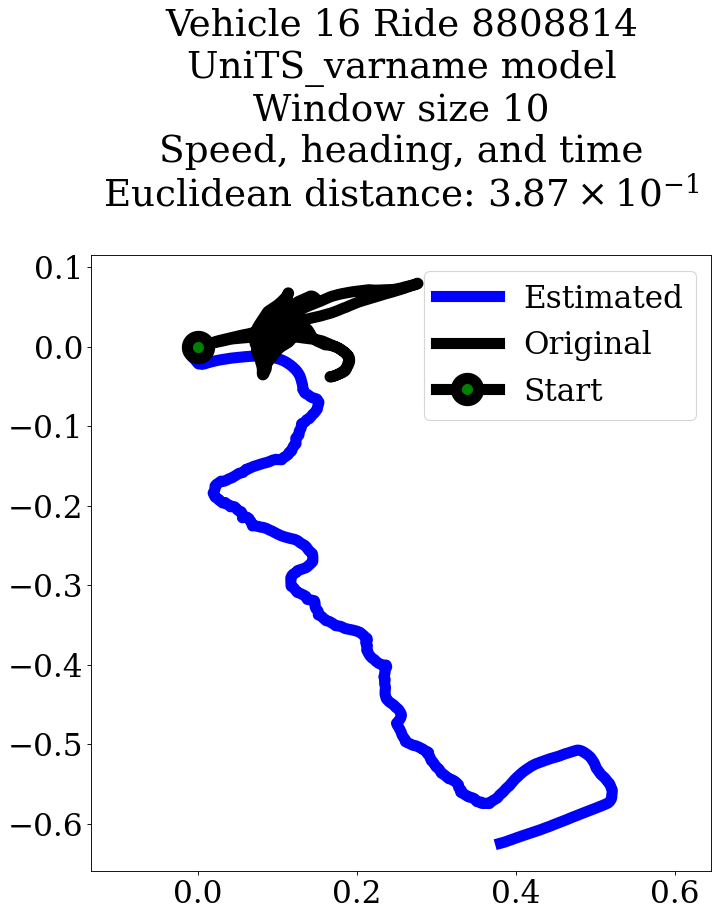 Vehicle 16 Ride 8808814
UniTS_varname model
Window size 10
Speed, heading, and time
Euclidean distance: 3.87 × 10⁻¹
0.1
0.0
−0.1
−0.2
−0.3
−0.4
−0.5
−0.6
Estimated
Original
Start
0.0 0.2 0.4 0.6